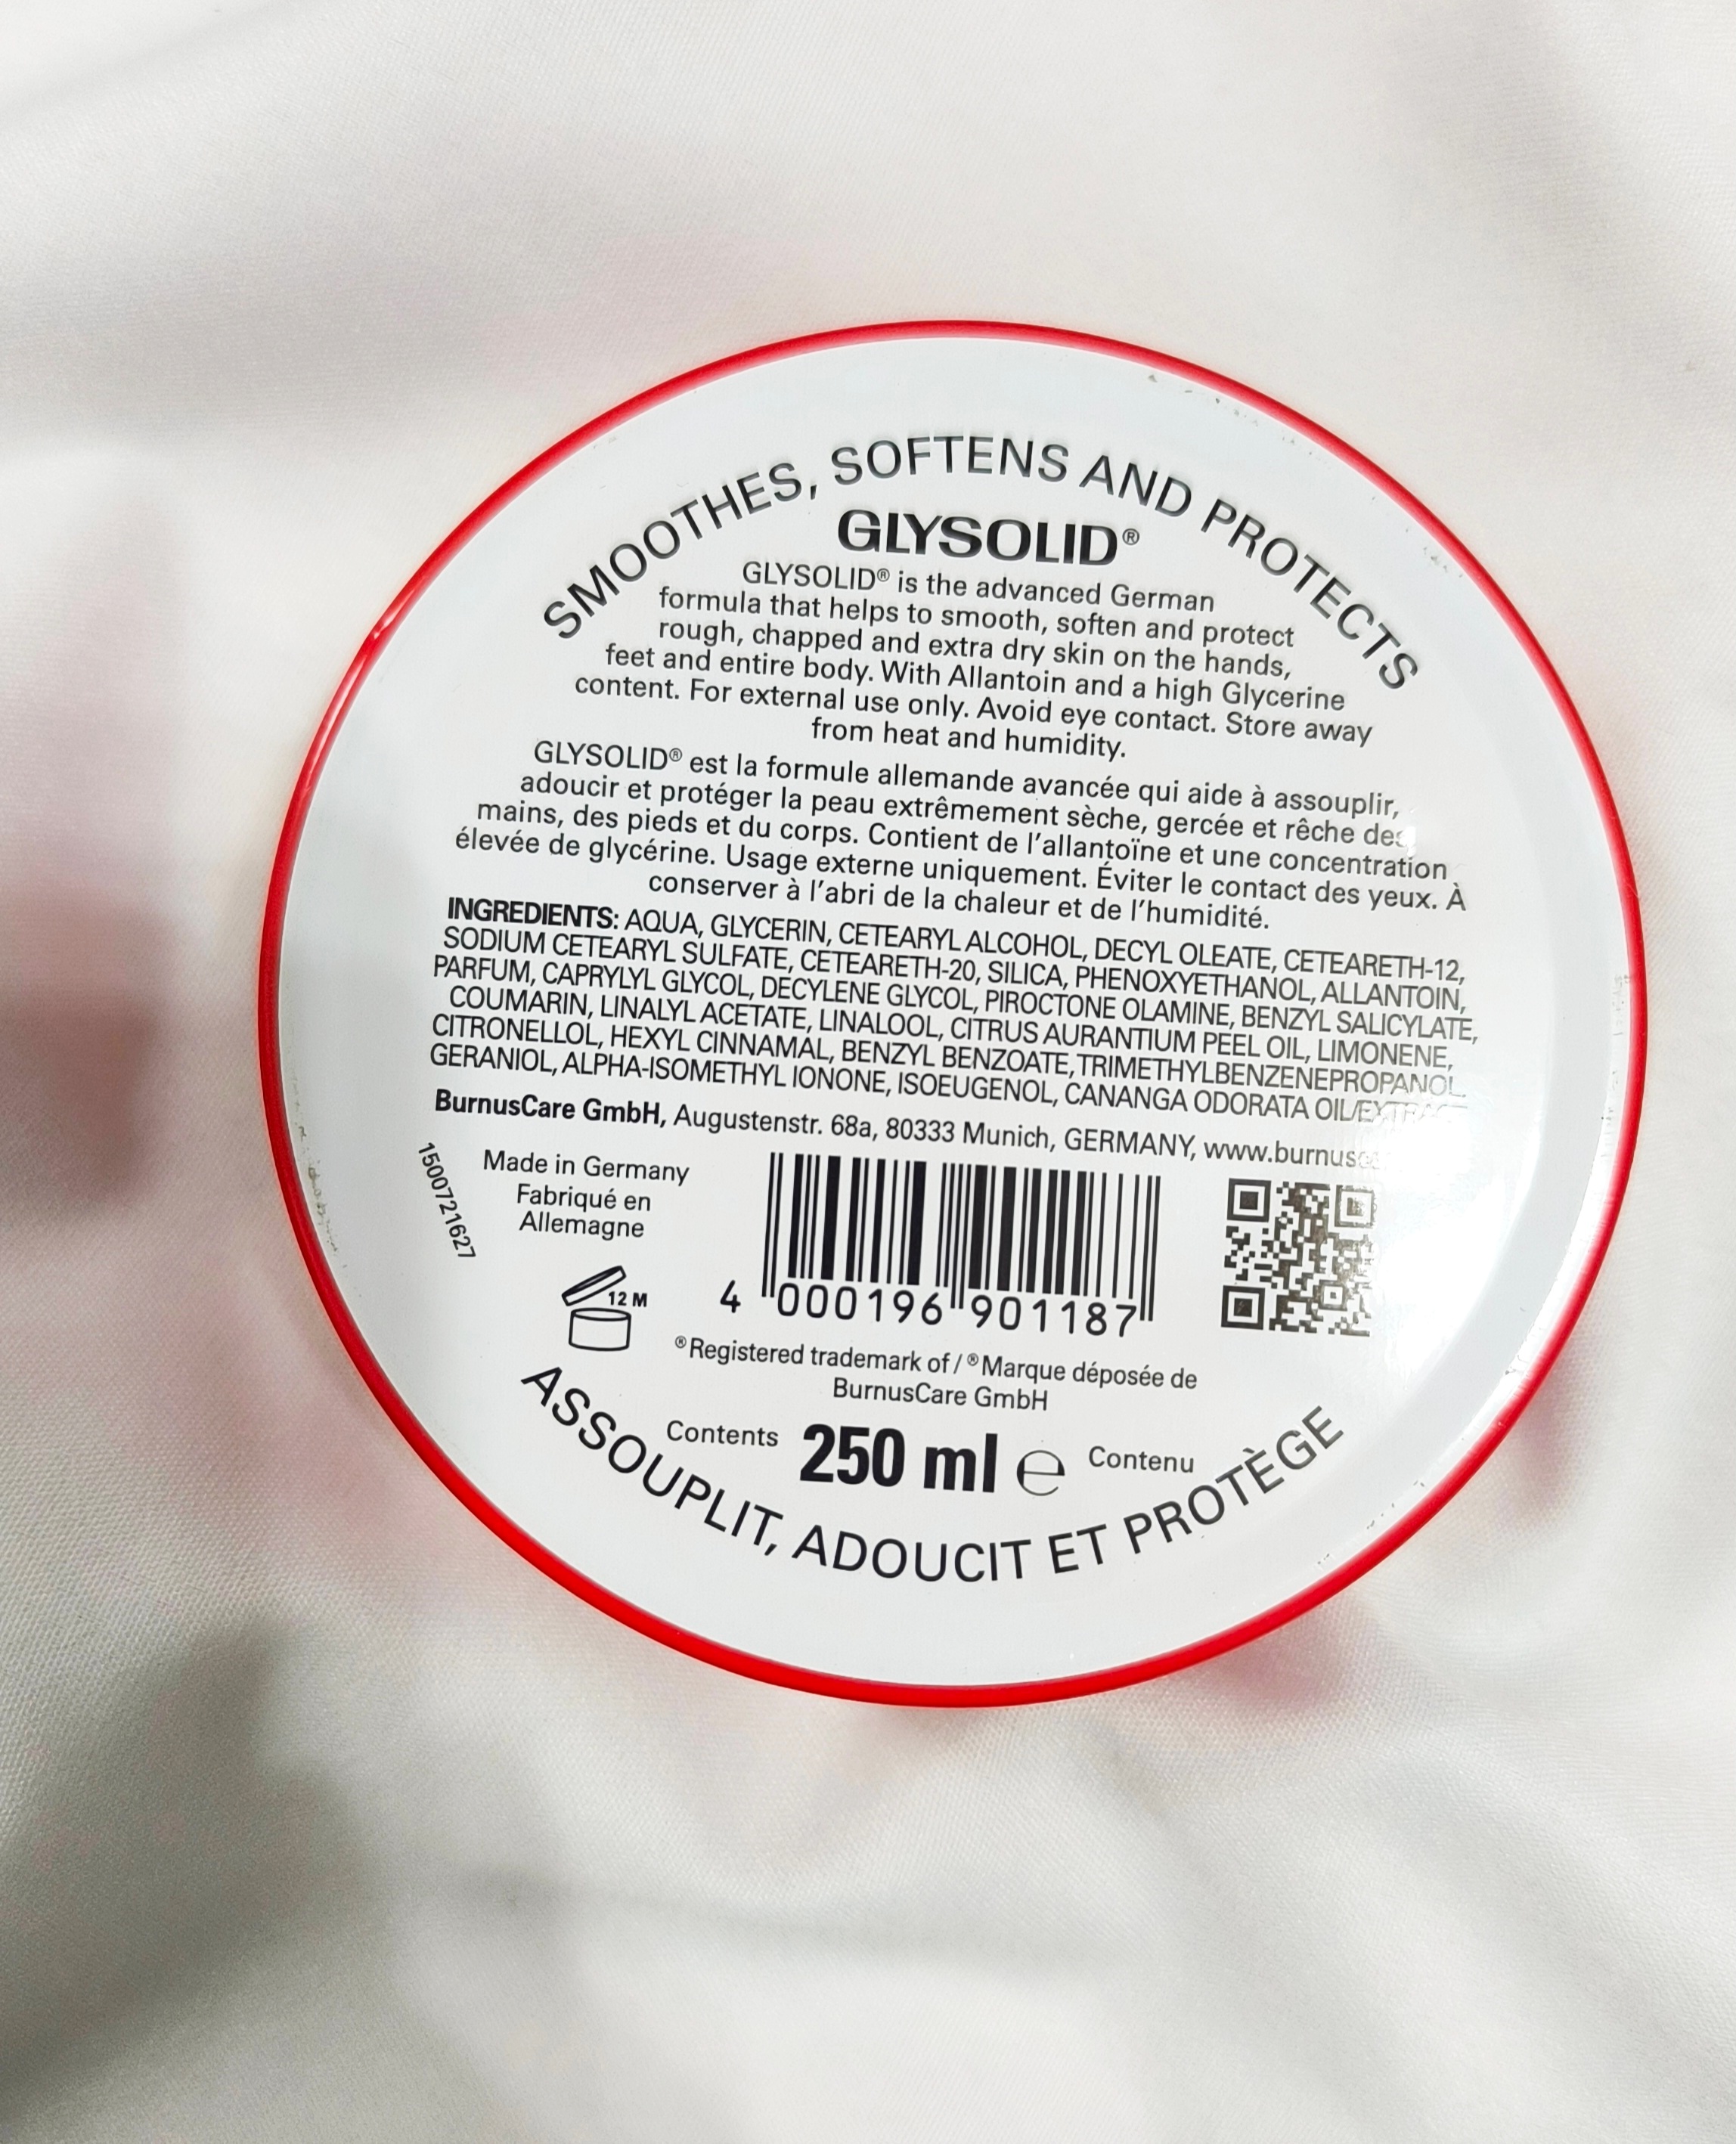 SMOOTHES, SOFTENS AND PROTECTS
GLYSOLID®
GLYSOLID® is the advanced German
formula that helps to smooth, soften and protect
rough, chapped and extra dry skin on the hands,
feet and entire body. With Allantoin and a high Glycerine
content. For external use only. Avoid eye contact. Store away
from heat and humidity.
GLYSOLID® est la formule allemande avancée qui aide à assouplir,
adoucir et protéger la peau extrêmement sèche, gercée et rêche des
mains, des pieds et du corps. Contient de l'allantoïne et une concentration
élevée de glycérine. Usage externe uniquement. Éviter le contact des yeux. À
conserver à l'abri de la chaleur et de l'humidité.
INGREDIENTS: AQUA, GLYCERIN, CETEARYL ALCOHOL, DECYL OLEATE, CETEARETH-12,
SODIUM CETEARYL SULFATE, CETEARETH-20, SILICA, PHENOXYETHANOL, ALLANTOIN,
PARFUM, CAPRYLYL GLYCOL, DECYLENE GLYCOL, PIROCTONE OLAMINE, BENZYL SALICYLATE,
COUMARIN, LINALYL ACETATE, LINALOOL, CITRUS AURANTIUM PEEL OIL, LIMONENE,
CITRONELLOL, HEXYL CINNAMAL, BENZYL BENZOATE, TRIMETHYLBENZENEPROPANOL,
GERANIOL, ALPHA-ISOMETHYL IONONE, ISOEUGENOL, CANANGA ODORATA OIL/EXTRACT
BurnusCare GmbH, Augustenstr. 68a, 80333 Munich, GERMANY,
1500721627
Made in Germany
Fabriqué en
Allemagne
12 M
4 000196 901187
®Registered trademark of / ®Marque déposée de
BurnusCare GmbH
Contents 250 ml ℮ Contenu
ASSOUPLIT, ADOUCIT ET PROTÈGE